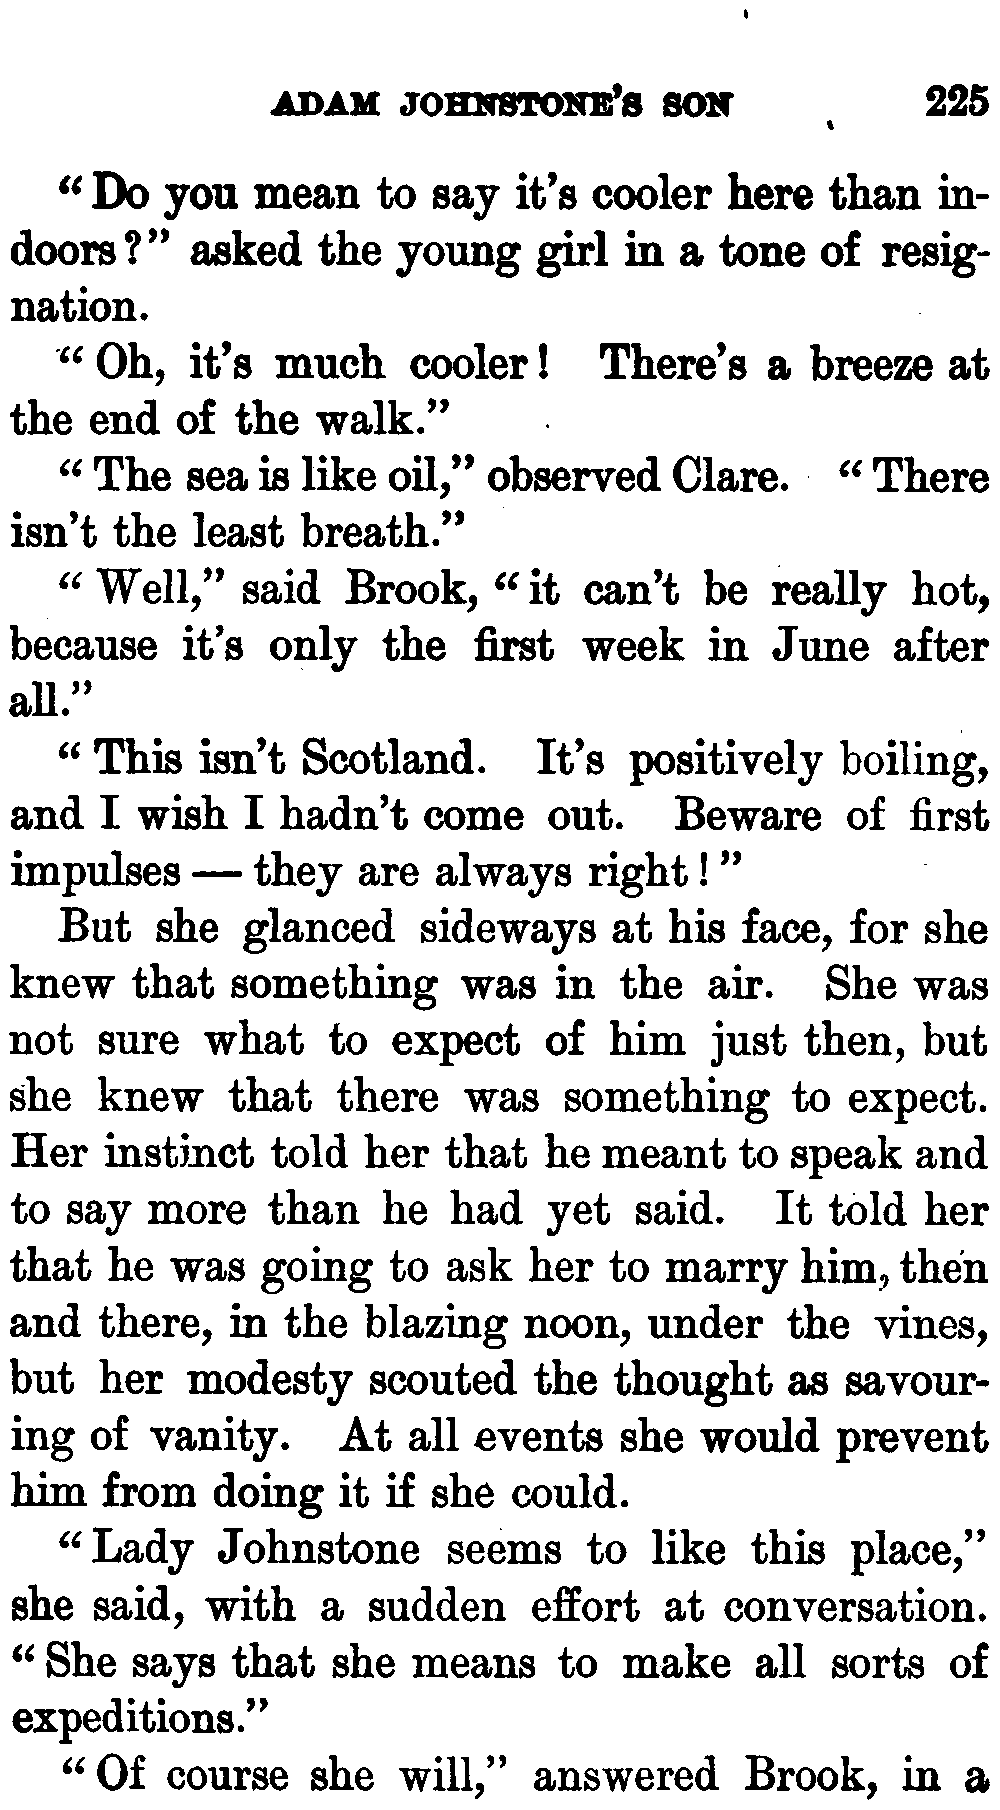 ADAM JOHNSTONE'S SON 225
“Do you mean to say it's cooler here than in-
doors?” asked the young girl in a tone of resig-
nation.
“Oh, it's much cooler! There's a breeze at
the end of the walk.”
“The sea is like oil,” observed Clare. “There
isn't the least breath.”
“Well,” said Brook, “it can't be really hot,
because it's only the first week in June after
all.”
“This isn't Scotland. It's positively boiling,
and I wish I hadn't come out. Beware of first
impulses — they are always right!”
But she glanced sideways at his face, for she
knew that something was in the air. She was
not sure what to expect of him just then, but
she knew that there was something to expect.
Her instinct told her that he meant to speak and
to say more than he had yet said. It told her
that he was going to ask her to marry him, then
and there, in the blazing noon, under the vines,
but her modesty scouted the thought as savour-
ing of vanity. At all events she would prevent
him from doing it if she could.
“Lady Johnstone seems to like this place,”
she said, with a sudden effort at conversation.
“She says that she means to make all sorts of
expeditions.”
“Of course she will,” answered Brook, in a